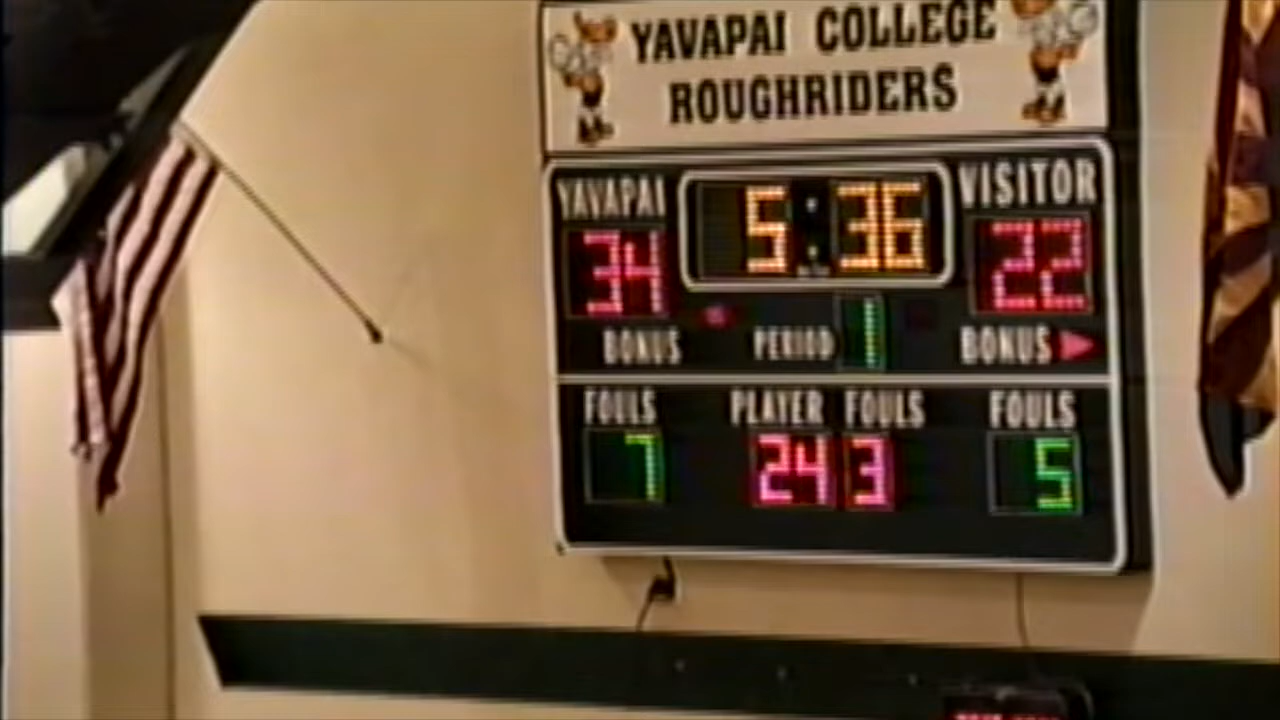 YAVAPAI COLLEGE
ROUGHRIDERS
YAVAPAI 5:36 VISITOR
34 22
BONUS PERIOD 1 BONUS
FOULS PLAYER FOULS FOULS
7 24 3 5